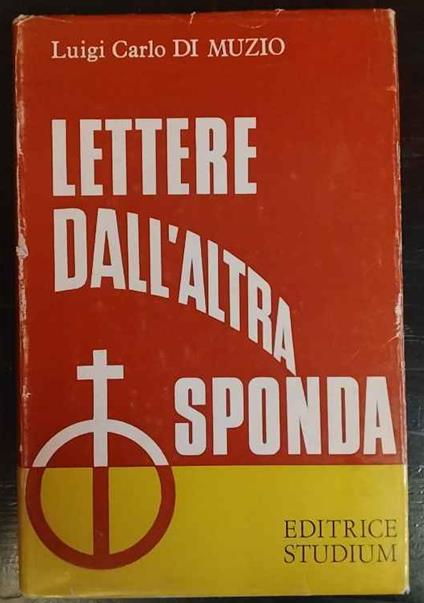 Luigi Carlo DI MUZIO
LETTERE
DALL'ALTRA
SPONDA
EDITRICE
STUDIUM